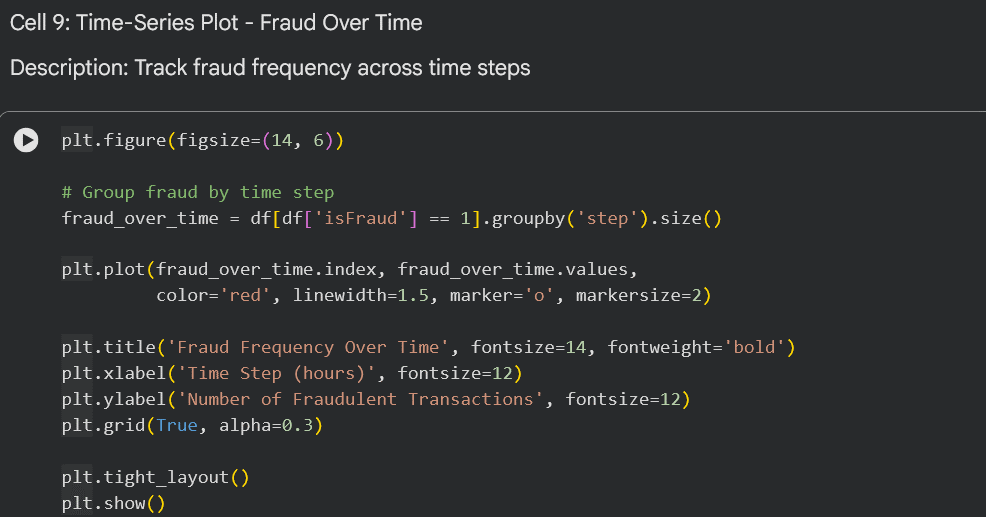 Cell 9: Time-Series Plot - Fraud Over Time
Description: Track fraud frequency across time steps
plt.figure(figsize=(14, 6))
# Group fraud by time step
fraud_over_time = df[df['isFraud'] == 1].groupby('step').size()
plt.plot(fraud_over_time.index, fraud_over_time.values,
color='red', linewidth=1.5, marker='o', markersize=2)
plt.title('Fraud Frequency Over Time', fontsize=14, fontweight='bold')
plt.xlabel('Time Step (hours)', fontsize=12)
plt.ylabel('Number of Fraudulent Transactions', fontsize=12)
plt.grid(True, alpha=0.3)
plt.tight_layout()
plt.show()